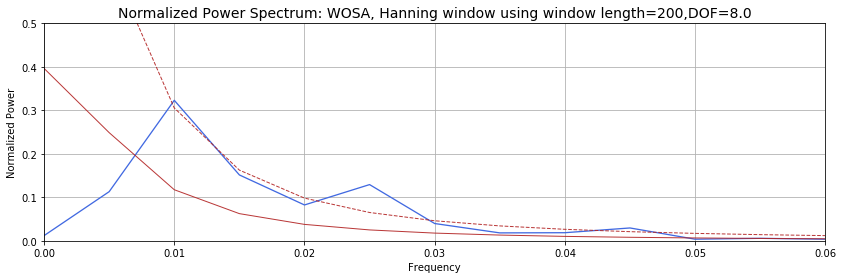 Normalized Power Spectrum: WOSA, Hanning window using window length=200,DOF=8.0
0.5
0.4
0.3
0.2
0.1
0.0
Normalized Power
0.00 0.01 0.02 0.03 0.04 0.05 0.06
Frequency